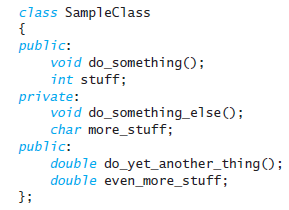 class SampleClass
{
public:
    void do_something();
    int stuff;
private:
    void do_something_else();
    char more_stuff;
public:
    double do_yet_another_thing();
    double even_more_stuff;
};